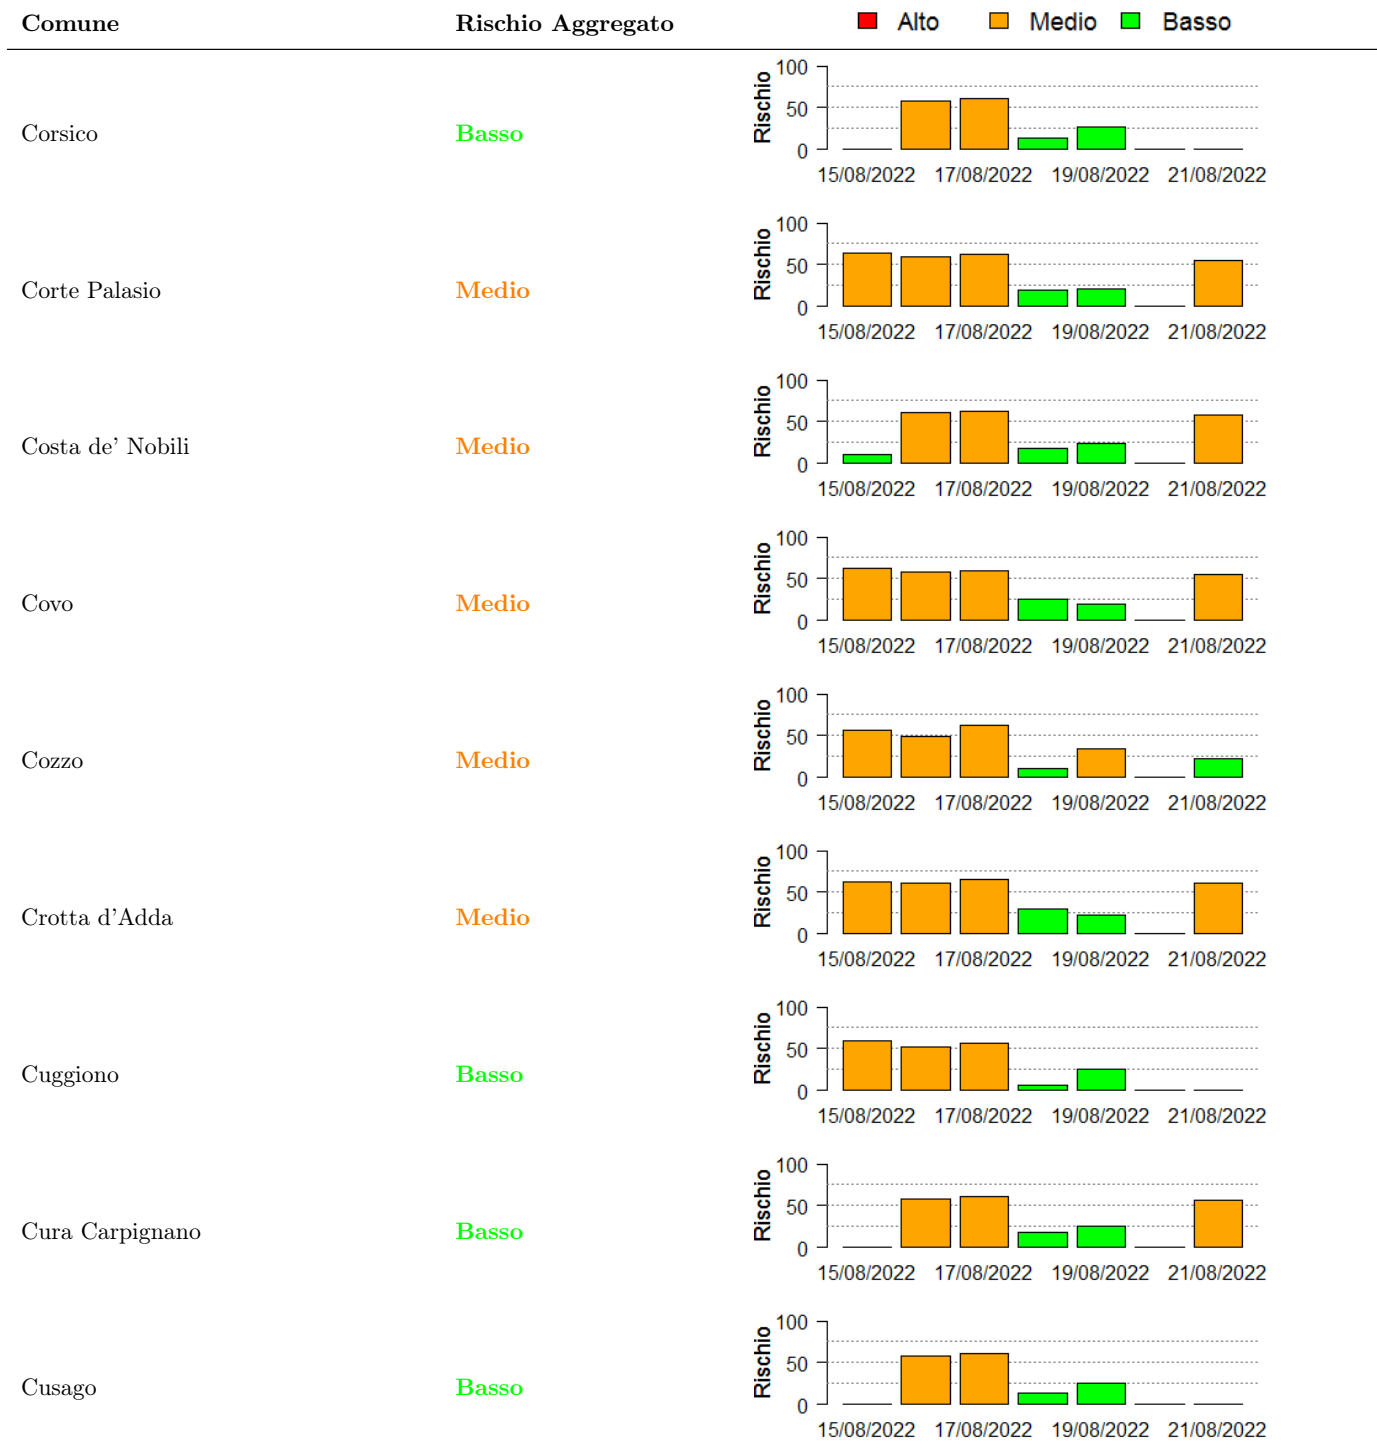 Comune Rischio Aggregato Alto Medio Basso
100
50
0
Rischio
Corsico Basso
15/08/2022 17/08/2022 19/08/2022 21/08/2022
100
50
0
Rischio
Corte Palasio Medio
15/08/2022 17/08/2022 19/08/2022 21/08/2022
100
50
0
Rischio
Costa de' Nobili Medio
15/08/2022 17/08/2022 19/08/2022 21/08/2022
100
50
0
Rischio
Covo Medio
15/08/2022 17/08/2022 19/08/2022 21/08/2022
100
50
0
Rischio
Cozzo Medio
15/08/2022 17/08/2022 19/08/2022 21/08/2022
100
50
0
Rischio
Crotta d'Adda Medio
15/08/2022 17/08/2022 19/08/2022 21/08/2022
100
50
0
Rischio
Cuggiono Basso
15/08/2022 17/08/2022 19/08/2022 21/08/2022
100
50
0
Rischio
Cura Carpignano Basso
15/08/2022 17/08/2022 19/08/2022 21/08/2022
100
50
0
Rischio
Cusago Basso
15/08/2022 17/08/2022 19/08/2022 21/08/2022